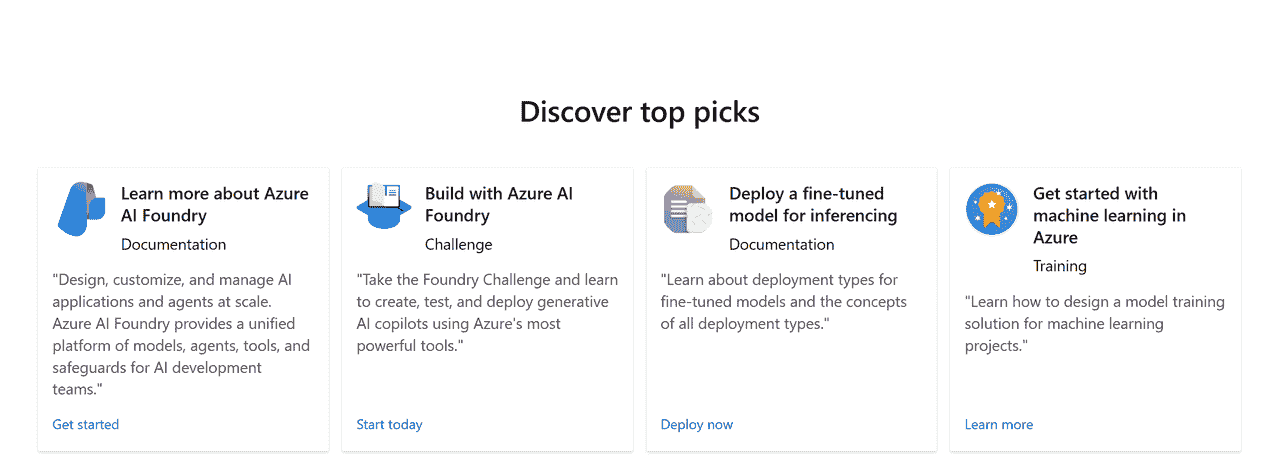 Discover top picks
Learn more about Azure
AI Foundry
Documentation
"Design, customize, and manage AI
applications and agents at scale.
Azure AI Foundry provides a unified
platform of models, agents, tools, and
safeguards for AI development
teams."
Get started
Build with Azure AI
Foundry
Challenge
"Take the Foundry Challenge and learn
to create, test, and deploy generative
AI copilots using Azure's most
powerful tools."
Start today
Deploy a fine-tuned
model for inferencing
Documentation
"Learn about deployment types for
fine-tuned models and the concepts
of all deployment types."
Deploy now
Get started with
machine learning in
Azure
Training
"Learn how to design a model training
solution for machine learning
projects."
Learn more